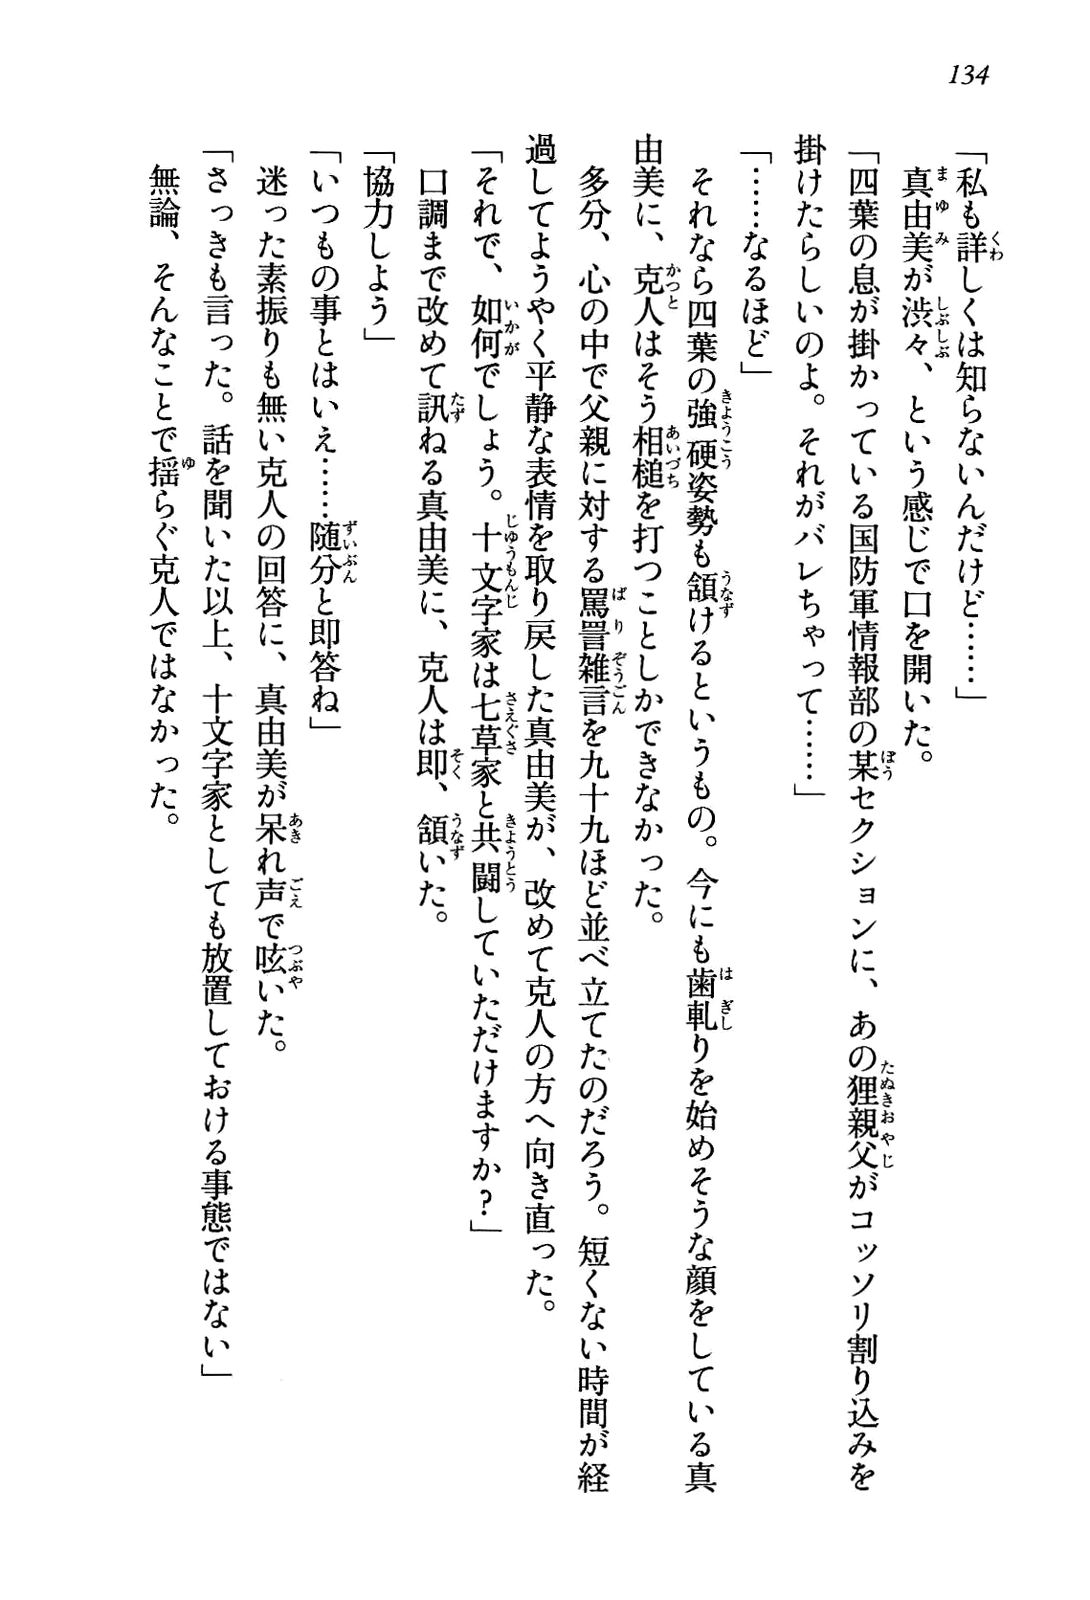 134
「私も詳しくは知らないんだけど……」
真由美が渋々、という感じで口を開いた。
「四葉の息が掛かっている国防軍情報部の某セクションに、あの狸親父がコッソリ割り込みを
掛けたらしいのよ。それがバレちゃって……」
「……なるほど」
それなら四葉の強硬姿勢も頷けるというもの。今にも歯軋りを始めそうな顔をしている真
由美に、克人はそう相槌を打つことしかできなかった。
多分、心の中で父親に対する罵詈雑言を九十九ほど並べ立てたのだろう。短くない時間が経
過してようやく平静な表情を取り戻した真由美が、改めて克人の方へ向き直った。
「それで、如何でしょう。十文字家は七草家と共闘していただけますか？」
口調まで改めて訊ねる真由美に、克人は即、頷いた。
「協力しよう」
「いつもの事とはいえ……随分と即答ね」
迷った素振りも無い克人の回答に、真由美が呆れ声で呟いた。
「さっきも言った。話を聞いた以上、十文字家としても放置しておける事態ではない」
無論、そんなことで揺らぐ克人ではなかった。